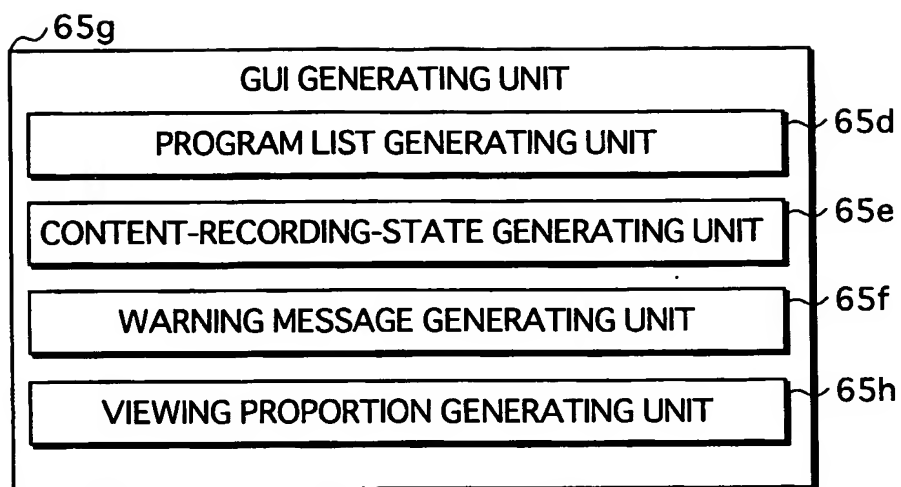 65g
GUI GENERATING UNIT
PROGRAM LIST GENERATING UNIT
65d
CONTENT-RECORDING-STATE GENERATING UNIT
65e
WARNING MESSAGE GENERATING UNIT
65f
VIEWING PROPORTION GENERATING UNIT
65h